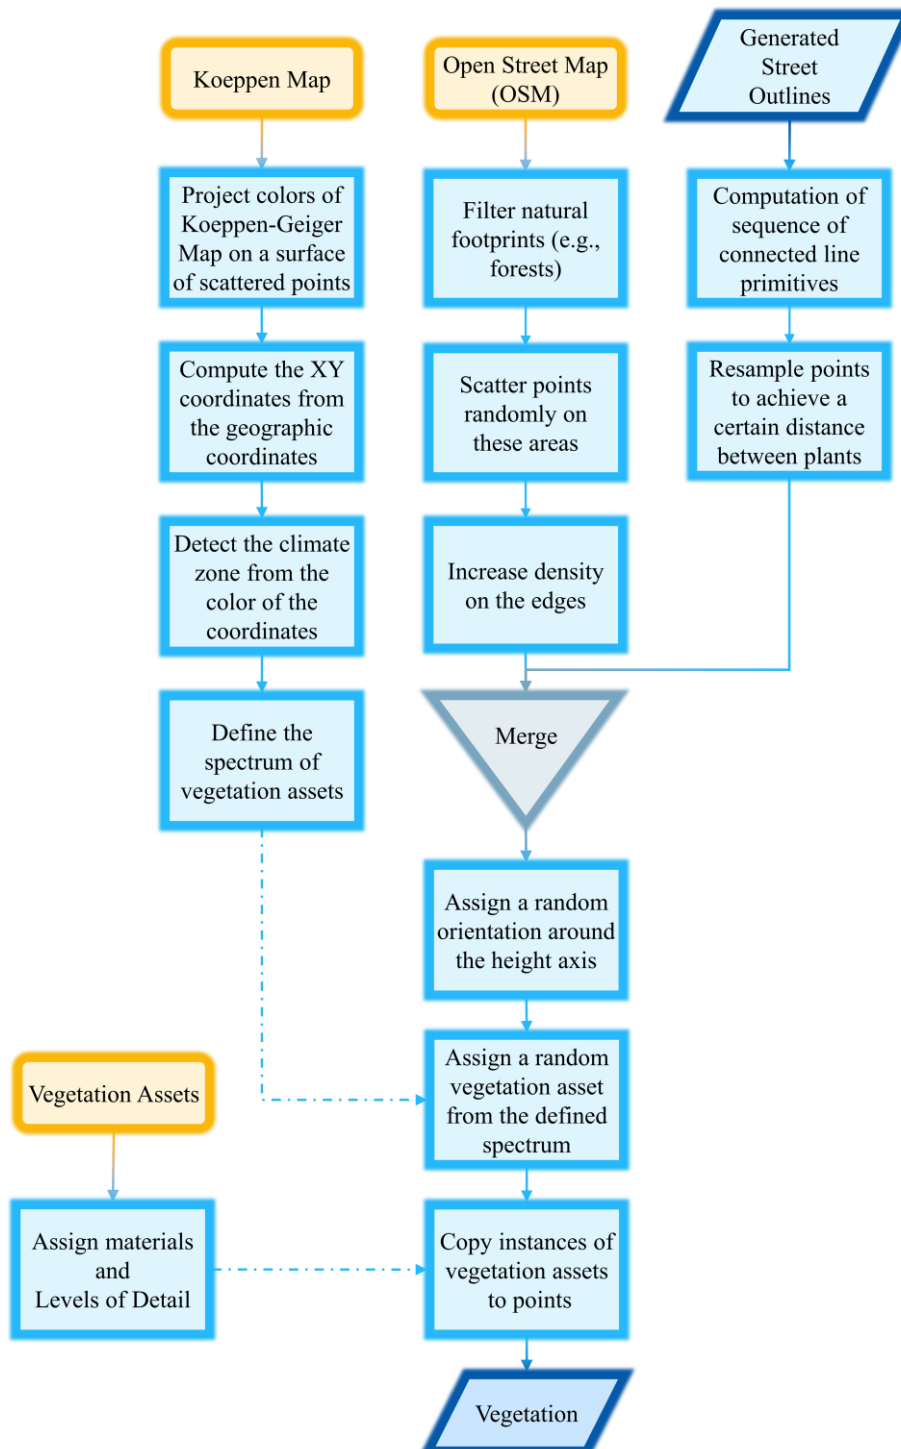 Koeppen Map
Project colors of
Koeppen-Geiger
Map on a surface
of scattered points
Compute the XY
coordinates from
the geographic
coordinates
Detect the climate
zone from the
color of the
coordinates
Define the
spectrum of
vegetation assets
Open Street Map
(OSM)
Filter natural
footprints (e.g.,
forests)
Scatter points
randomly on
these areas
Increase density
on the edges
Generated
Street
Outlines
Computation of
sequence of
connected line
primitives
Resample points
to achieve a
certain distance
between plants
Merge
Assign a random
orientation around
the height axis
Assign a random
vegetation asset
from the defined
spectrum
Vegetation Assets
Assign materials
and
Levels of Detail
Copy instances of
vegetation assets
to points
Vegetation